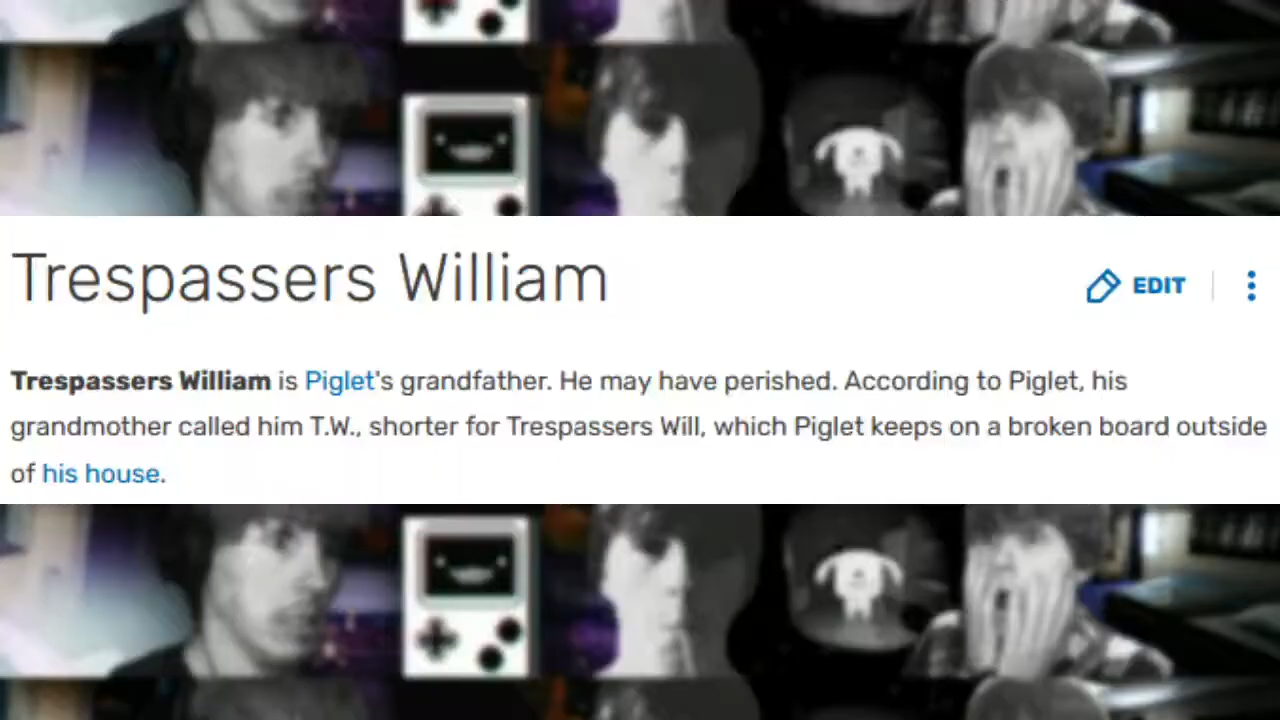 Trespassers William
EDIT
Trespassers William is Piglet's grandfather. He may have perished. According to Piglet, his
grandmother called him T.W., shorter for Trespassers Will, which Piglet keeps on a broken board outside
of his house.